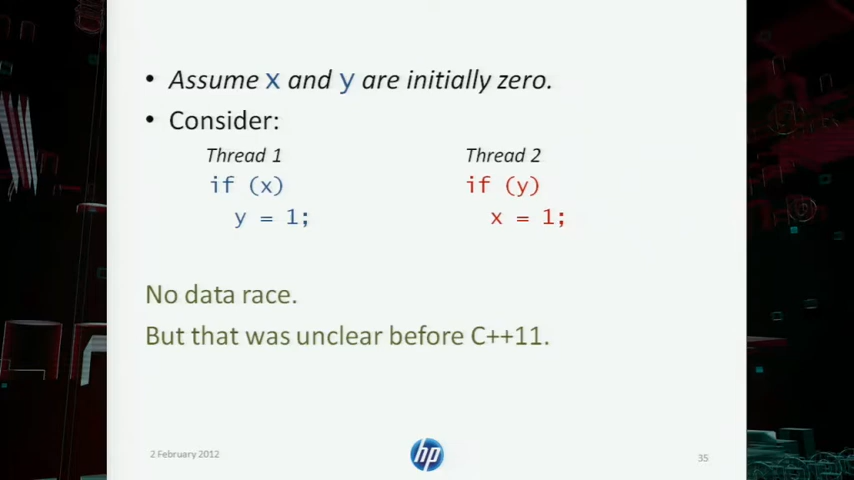 • Assume x and y are initially zero.
• Consider:
Thread 1 Thread 2
if (x) if (y)
y = 1; x = 1;
No data race.
But that was unclear before C++11.
2 February 2012 hp 35